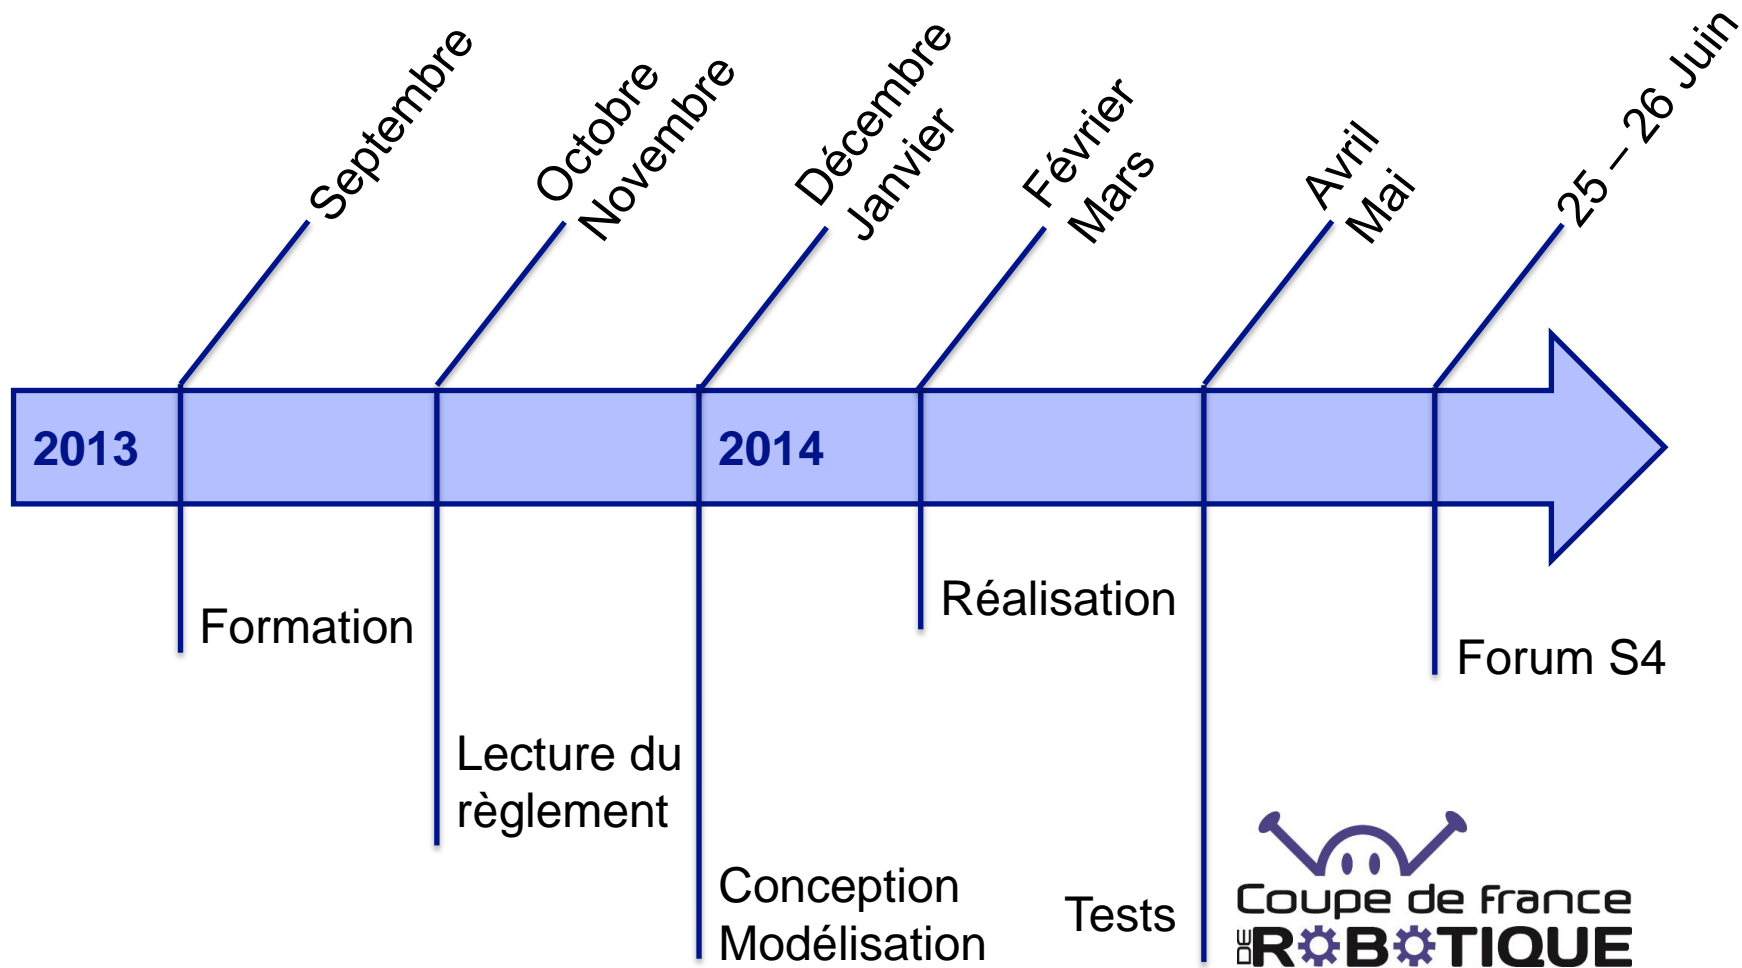 Septembre
Octobre
Novembre
Décembre
Janvier
Février
Mars
Avril
Mai
25 – 26 Juin
2013
2014
Formation
Lecture du
règlement
Conception
Modélisation
Réalisation
Tests
Forum S4
Coupe de france
DE ROBOTIQUE